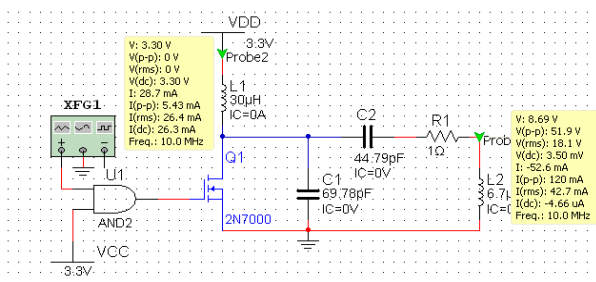 VDD
3.3V
Probe2
V: 3.30 V
V(p-p): 0 V
V(rms): 0 V
V(dc): 3.30 V
I: 28.7 mA
I(p-p): 5.43 mA
I(rms): 26.4 mA
I(dc): 26.3 mA
Freq.: 10.0 MHz
L1
30µH
IC=0A
XFG1
U1
AND2
VCC
3.3V
Q1
2N7000
C1
69.78pF
IC=0V
C2
44.79pF
IC=0V
R1
1Ω
Prob
L2
6.7µ
IC=0
V: 8.69 V
V(p-p): 51.9 V
V(rms): 18.1 V
V(dc): 3.50 mV
I: -52.6 mA
I(p-p): 120 mA
I(rms): 42.7 mA
I(dc): -4.66 uA
Freq.: 10.0 MHz